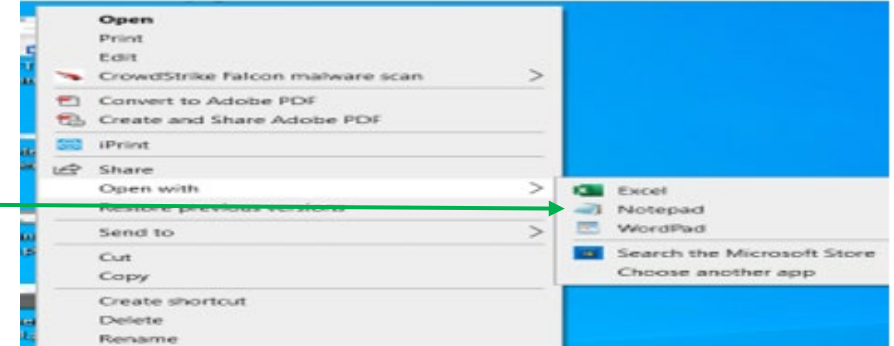 Open
Print
Edit
CrowdStrike Falcon malware scan
Convert to Adobe PDF
Create and Share Adobe PDF
iPrint
Share
Open with
Restore previous versions
Send to
Cut
Copy
Create shortcut
Delete
Rename
Excel
Notepad
WordPad
Search the Microsoft Store
Choose another app